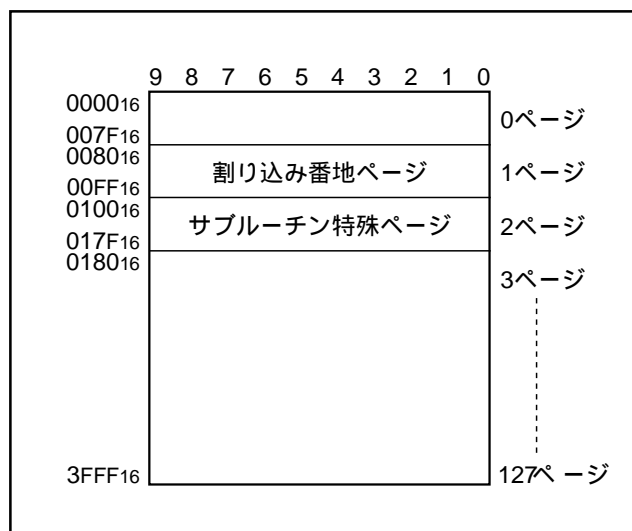 9 8 7 6 5 4 3 2 1 0
000016
0ページ
007F16
008016
割り込み番地ページ
1ページ
00FF16
010016
サブルーチン特殊ページ
2ページ
017F16
018016
3ページ
3FFF16
127ページ